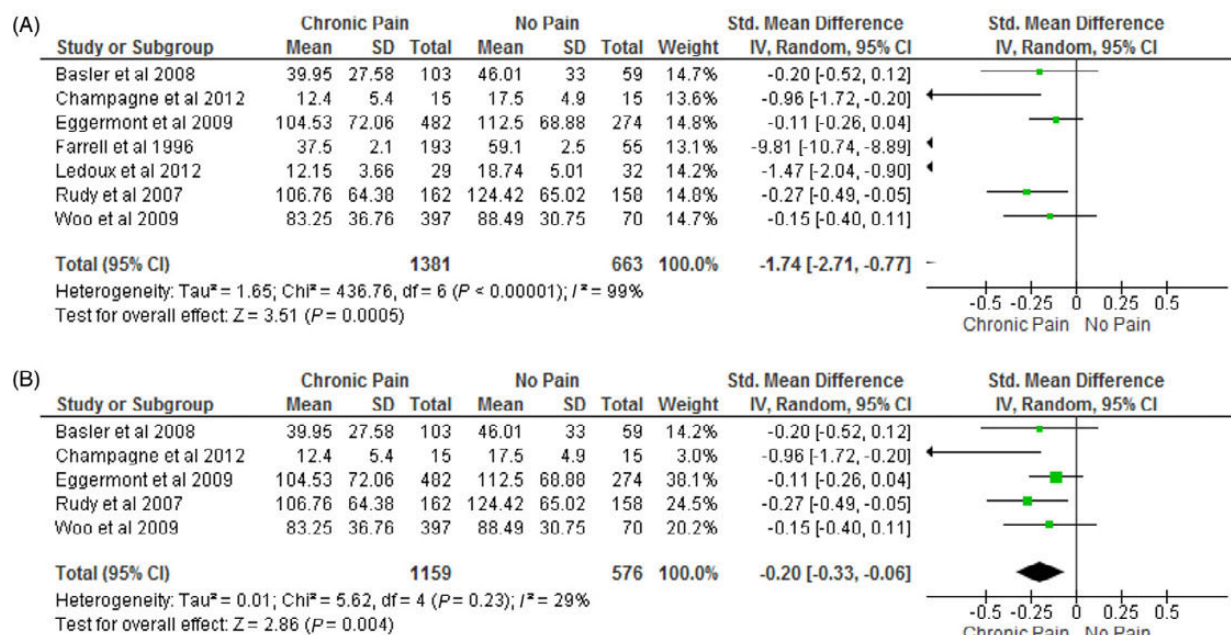 (A)
Chronic Pain No Pain Std. Mean Difference Std. Mean Difference
Study or Subgroup Mean SD Total Mean SD Total Weight IV, Random, 95% CI IV, Random, 95% CI
Basler et al 2008 39.95 27.58 103 46.01 33 59 14.7% -0.20 [-0.52, 0.12]
Champagne et al 2012 12.4 5.4 15 17.5 4.9 15 13.6% -0.96 [-1.72, -0.20]
Eggermont et al 2009 104.53 72.06 482 112.5 68.88 274 14.8% -0.11 [-0.26, 0.04]
Farrell et al 1996 37.5 2.1 193 59.1 2.5 55 13.1% -9.81 [-10.74, -8.89]
Ledoux et al 2012 12.15 3.66 29 18.74 5.01 32 14.2% -1.47 [-2.04, -0.90]
Rudy et al 2007 106.76 64.38 162 124.42 65.02 158 14.8% -0.27 [-0.49, -0.05]
Woo et al 2009 83.25 36.76 397 88.49 30.75 70 14.7% -0.15 [-0.40, 0.11]
Total (95% CI) 1381 663 100.0% -1.74 [-2.71, -0.77]
Heterogeneity: Tau² = 1.65; Chi² = 436.76, df = 6 (P < 0.00001); I² = 99%
Test for overall effect: Z = 3.51 (P = 0.0005)
-0.5 -0.25 0 0.25 0.5
Chronic Pain No Pain
(B)
Chronic Pain No Pain Std. Mean Difference Std. Mean Difference
Study or Subgroup Mean SD Total Mean SD Total Weight IV, Random, 95% CI IV, Random, 95% CI
Basler et al 2008 39.95 27.58 103 46.01 33 59 14.2% -0.20 [-0.52, 0.12]
Champagne et al 2012 12.4 5.4 15 17.5 4.9 15 3.0% -0.96 [-1.72, -0.20]
Eggermont et al 2009 104.53 72.06 482 112.5 68.88 274 38.1% -0.11 [-0.26, 0.04]
Rudy et al 2007 106.76 64.38 162 124.42 65.02 158 24.5% -0.27 [-0.49, -0.05]
Woo et al 2009 83.25 36.76 397 88.49 30.75 70 20.2% -0.15 [-0.40, 0.11]
Total (95% CI) 1159 576 100.0% -0.20 [-0.33, -0.06]
Heterogeneity: Tau² = 0.01; Chi² = 5.62, df = 4 (P = 0.23); I² = 29%
Test for overall effect: Z = 2.86 (P = 0.004)
-0.5 -0.25 0 0.25 0.5
Chronic Pain No Pain